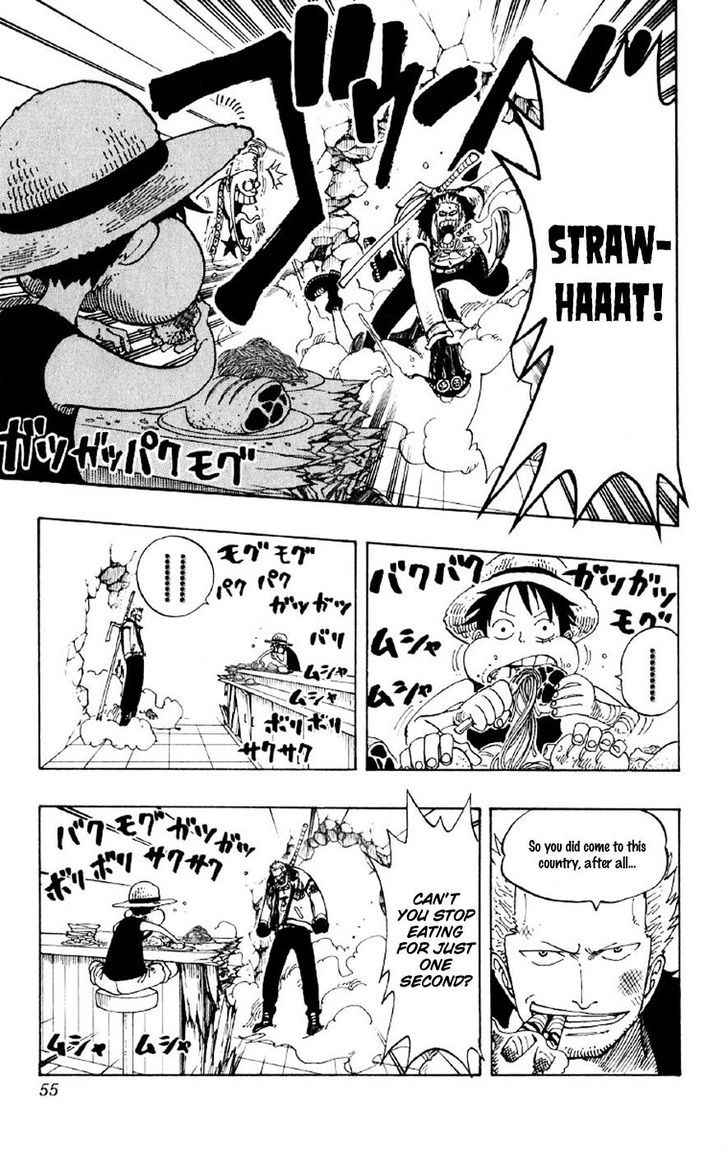 ブゥーン
STRAW-
HAAAT!
ガツガツパクモグ
バクバク
ガツガツ
モグ
ムシャ
ムシャ
モグモグ
パクパク
ガツガツ
バリ
ムシャ
ムシャ
ボリボリ
サクサク
So you did come to this
country, after all...
バクモグガツガツ
ボリボリサクサク
CAN'T
YOU STOP
EATING
FOR JUST
ONE
SECOND?
ムシャ
ムシャ
55